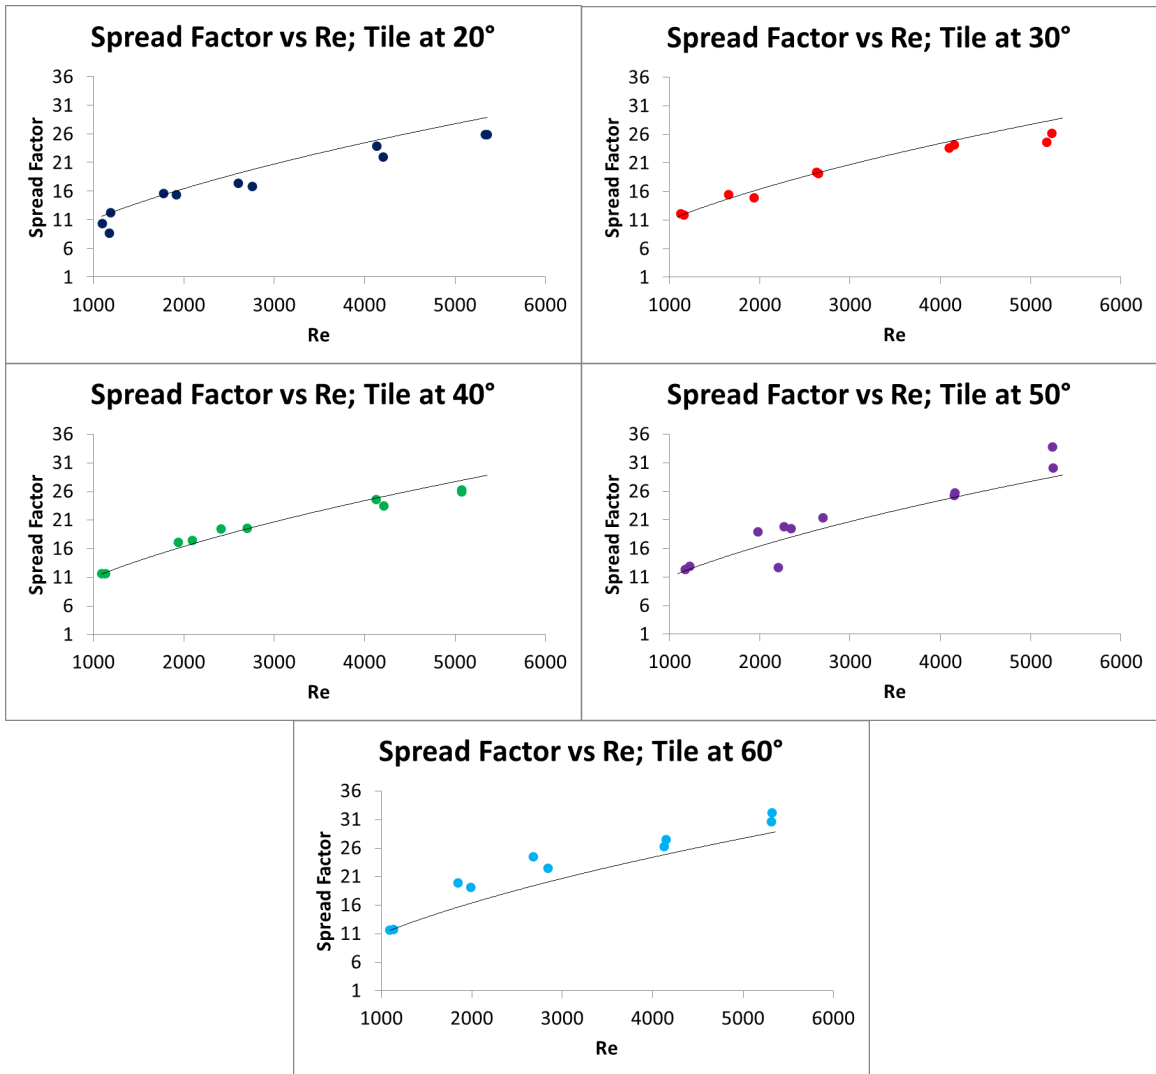 Spread Factor vs Re; Tile at 20°
36
31
26
21
16
11
6
1
Spread Factor
1000 2000 3000 4000 5000 6000
Re
Spread Factor vs Re; Tile at 30°
36
31
26
21
16
11
6
1
Spread Factor
1000 2000 3000 4000 5000 6000
Re
Spread Factor vs Re; Tile at 40°
36
31
26
21
16
11
6
1
Spread Factor
1000 2000 3000 4000 5000 6000
Re
Spread Factor vs Re; Tile at 50°
36
31
26
21
16
11
6
1
Spread Factor
1000 2000 3000 4000 5000 6000
Re
Spread Factor vs Re; Tile at 60°
36
31
26
21
16
11
6
1
Spread Factor
1000 2000 3000 4000 5000 6000
Re